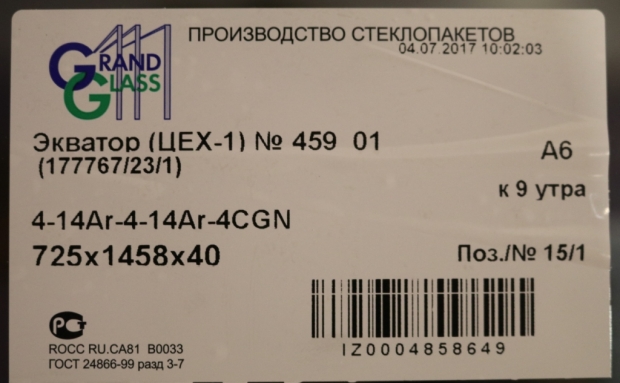 GRAND GLASS
ПРОИЗВОДСТВО СТЕКЛОПАКЕТОВ
04.07.2017 10:02:03
Экватор (ЦЕХ-1) № 459 01
(177767/23/1)
А6
к 9 утра
4-14Ar-4-14Ar-4CGN
725x1458x40
Поз./№ 15/1
IZ0004858649
РОСС RU.CA81 B0033
ГОСТ 24866-99 разд 3-7